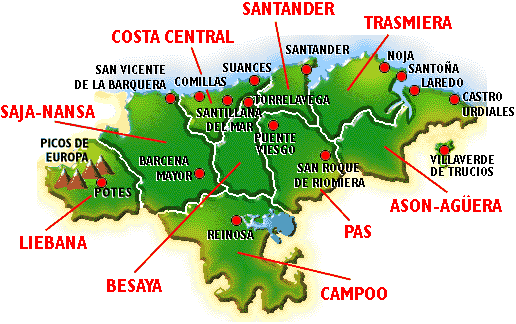 SANTANDER
TRASMIERA
COSTA CENTRAL
SANTANDER
SUANCES
NOJA
SAN VICENTE
DE LA BARQUERA
COMILLAS
SANTOÑA
LAREDO
SAJA-NANSA
SANTILLANA
DEL MAR
TORRELAVEGA
CASTRO
URDIALES
PICOS DE
EUROPA
PUENTE
VIESGO
BARCENA
MAYOR
SAN ROQUE
DE RIOMIERA
VILLAVERDE
DE TRUCIOS
POTES
ASON-AGÜERA
LIEBANA
REINOSA
PAS
BESAYA
CAMPOO